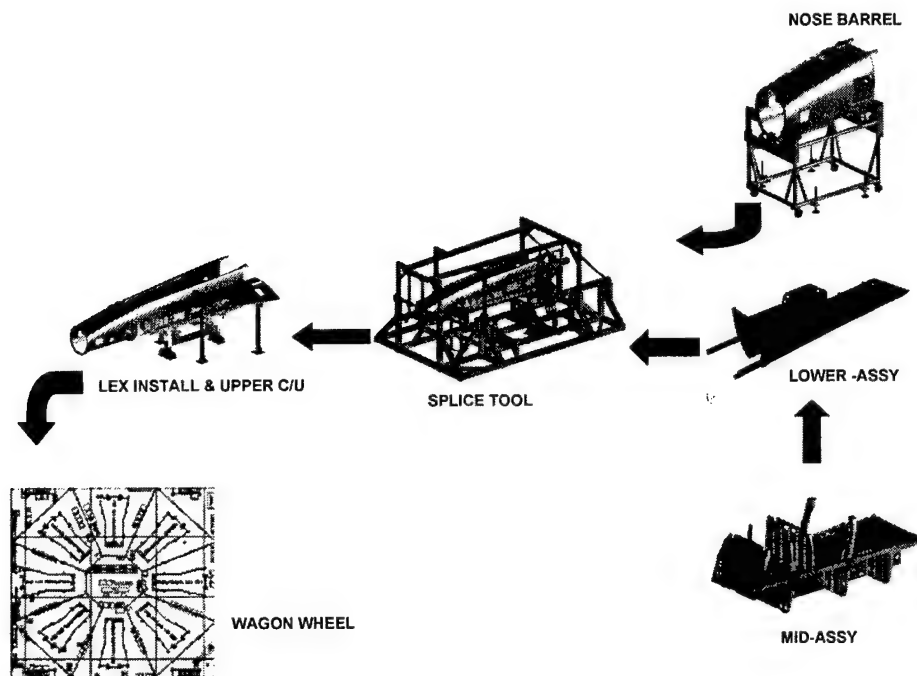 NOSE BARREL
LOWER -ASSY
LEX INSTALL & UPPER C/U
SPLICE TOOL
WAGON WHEEL
MID-ASSY